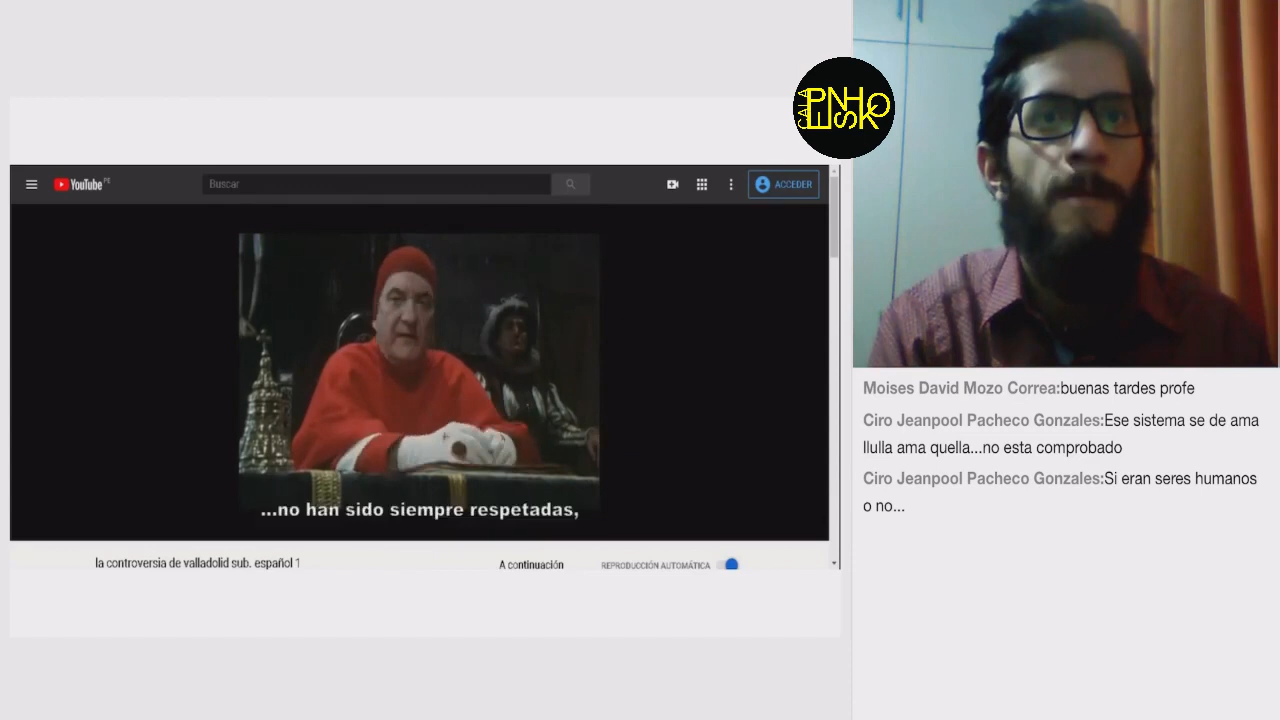 YouTube PE
Buscar
ACCEDER
...no han sido siempre respetadas,
la controversia de valladolid sub. español 1
A continuación
REPRODUCCIÓN AUTOMÁTICA
Moises David Mozo Correa:buenas tardes profe
Ciro Jeanpool Pacheco Gonzales:Ese sistema se de ama
llulla ama quella...no esta comprobado
Ciro Jeanpool Pacheco Gonzales:Si eran seres humanos
o no...